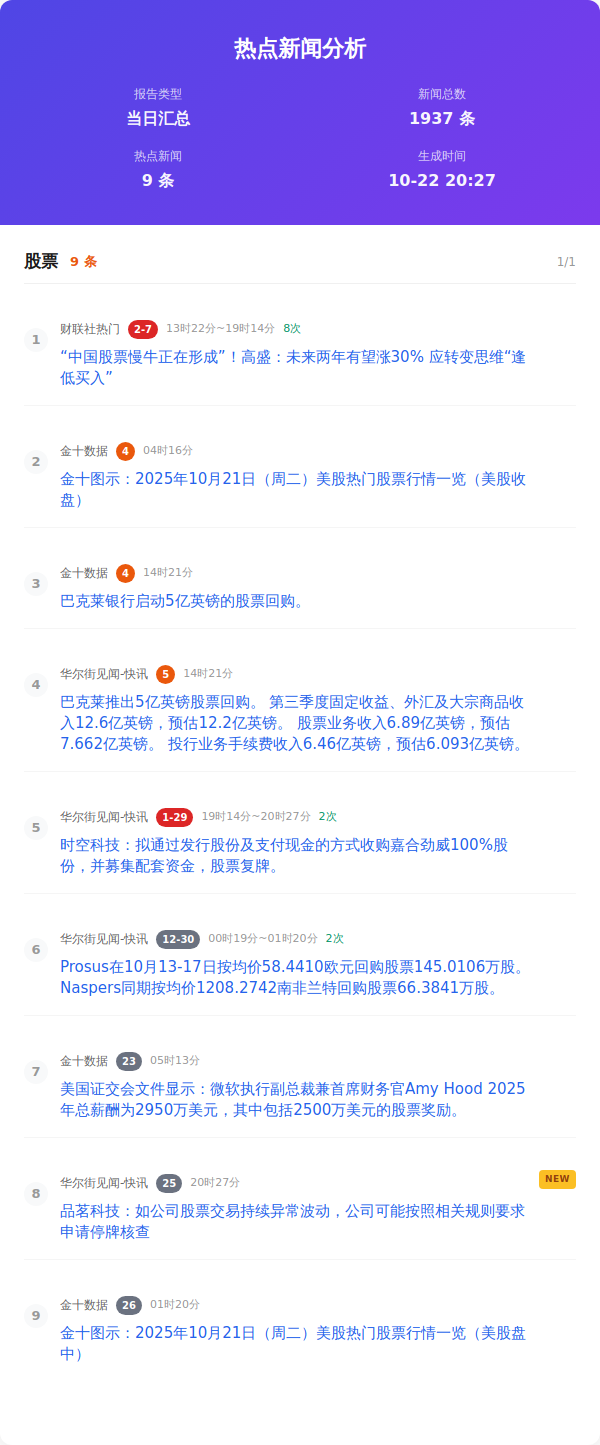 热点新闻分析
报告类型
当日汇总
新闻总数
1937 条
热点新闻
9 条
生成时间
10-22 20:27
股票 9 条 1/1
1
财联社热门 2-7 13时22分~19时14分 8次
“中国股票慢牛正在形成”！高盛：未来两年有望涨30% 应转变思维“逢
低买入”
2
金十数据 4 04时16分
金十图示：2025年10月21日（周二）美股热门股票行情一览（美股收
盘）
3
金十数据 4 14时21分
巴克莱银行启动5亿英镑的股票回购。
4
华尔街见闻-快讯 5 14时21分
巴克莱推出5亿英镑股票回购。 第三季度固定收益、外汇及大宗商品收
入12.6亿英镑，预估12.2亿英镑。 股票业务收入6.89亿英镑，预估
7.662亿英镑。 投行业务手续费收入6.46亿英镑，预估6.093亿英镑。
5
华尔街见闻-快讯 1-29 19时14分~20时27分 2次
时空科技：拟通过发行股份及支付现金的方式收购嘉合劲威100%股
份，并募集配套资金，股票复牌。
6
华尔街见闻-快讯 12-30 00时19分~01时20分 2次
Prosus在10月13-17日按均价58.4410欧元回购股票145.0106万股。
Naspers同期按均价1208.2742南非兰特回购股票66.3841万股。
7
金十数据 23 05时13分
美国证交会文件显示：微软执行副总裁兼首席财务官Amy Hood 2025
年总薪酬为2950万美元，其中包括2500万美元的股票奖励。
8
华尔街见闻-快讯 25 20时27分 NEW
品茗科技：如公司股票交易持续异常波动，公司可能按照相关规则要求
申请停牌核查
9
金十数据 26 01时20分
金十图示：2025年10月21日（周二）美股热门股票行情一览（美股盘
中）